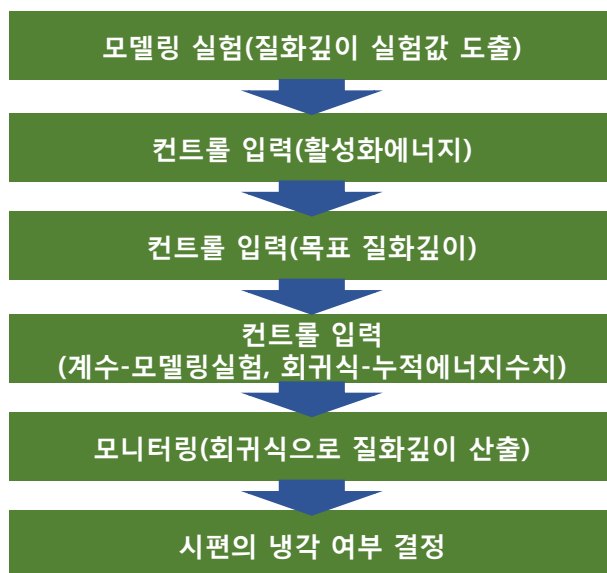 모델링 실험(질화깊이 실험값 도출)
컨트롤 입력(활성화에너지)
컨트롤 입력(목표 질화깊이)
컨트롤 입력
(계수-모델링실험, 회귀식-누적에너지수치)
모니터링(회귀식으로 질화깊이 산출)
시편의 냉각 여부 결정